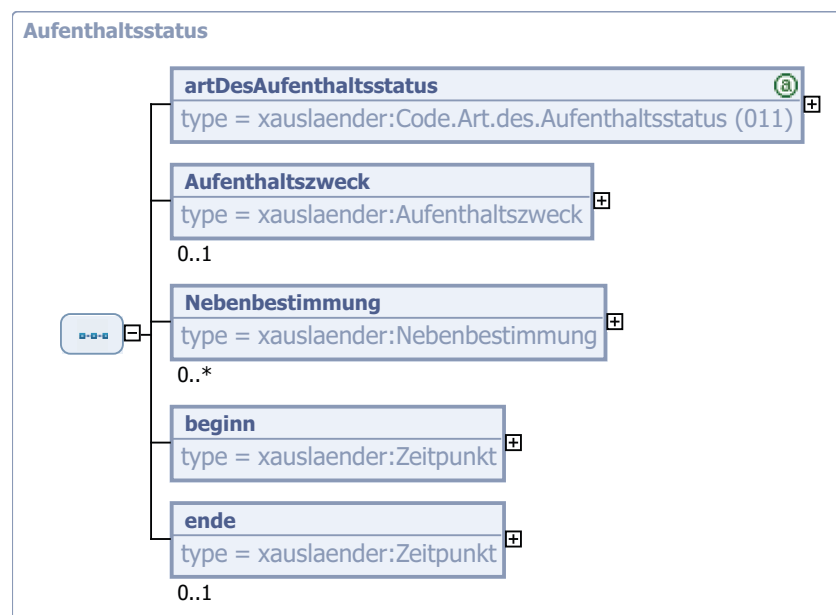 Aufenthaltsstatus
artDesAufenthaltsstatus
type = xauslaender:Code.Art.des.Aufenthaltsstatus (011)
Aufenthaltszweck
type = xauslaender:Aufenthaltszweck
0..1
Nebenbestimmung
type = xauslaender:Nebenbestimmung
0..*
beginn
type = xauslaender:Zeitpunkt
ende
type = xauslaender:Zeitpunkt
0..1